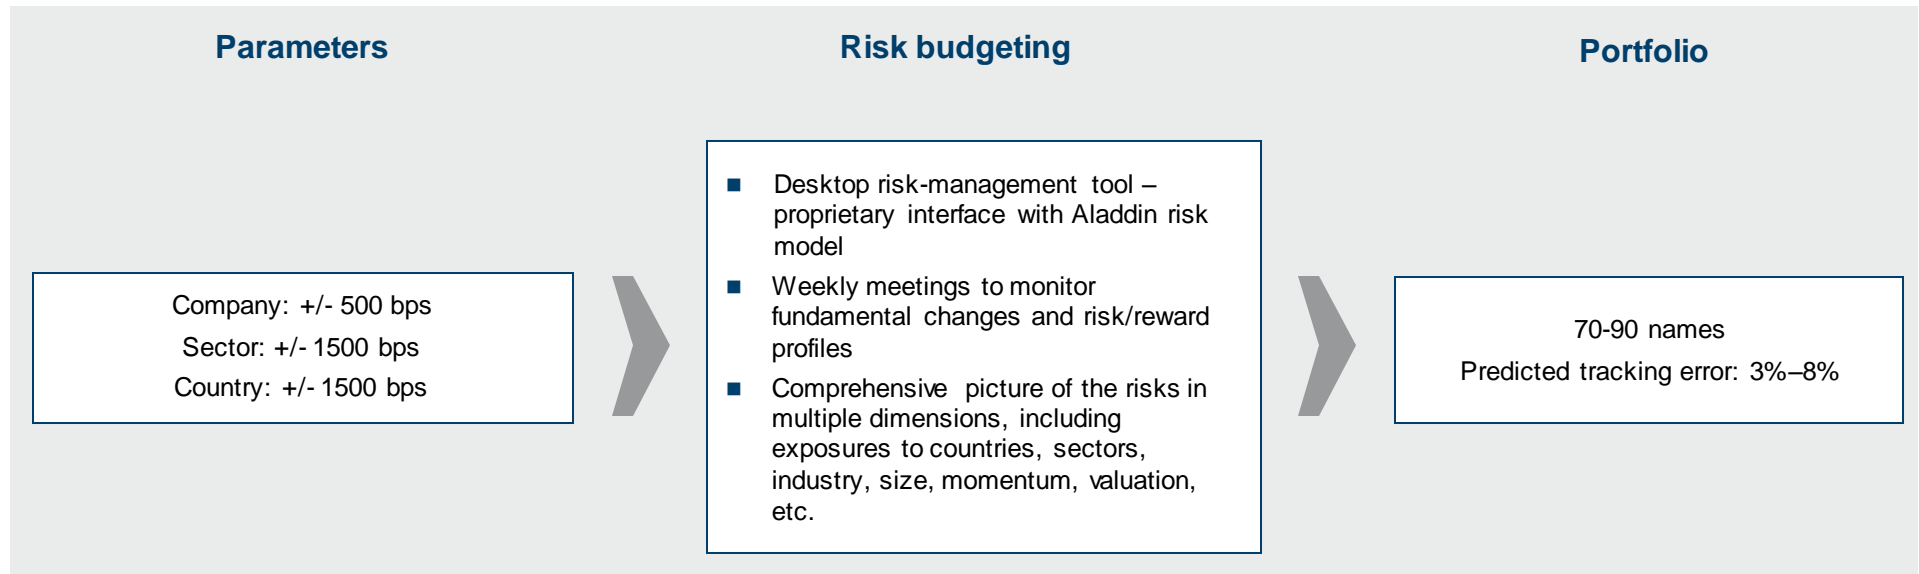 Parameters
Company: +/- 500 bps
Sector: +/- 1500 bps
Country: +/- 1500 bps
Risk budgeting
Desktop risk-management tool –
proprietary interface with Aladdin risk
model
Weekly meetings to monitor
fundamental changes and risk/reward
profiles
Comprehensive picture of the risks in
multiple dimensions, including
exposures to countries, sectors,
industry, size, momentum, valuation,
etc.
Portfolio
70-90 names
Predicted tracking error: 3%–8%